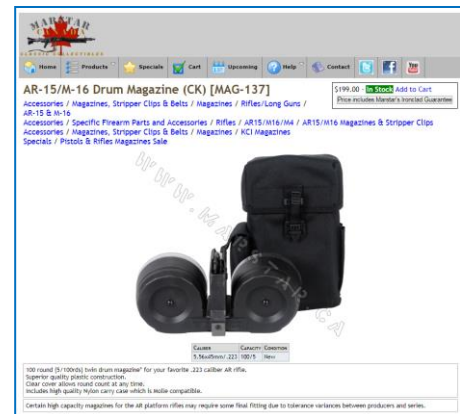 MARSTAR
CLASSIC COLLECTIBLES
Home Products Specials Cart Upcoming Help Contact
AR-15/M-16 Drum Magazine (CK) [MAG-137]
$199.00 - In Stock Add to Cart
Price includes Marstar's Ironclad Guarantee
Accessories / Magazines, Stripper Clips & Belts / Magazines / Rifles/Long Guns /
AR-15 & M-16
Accessories / Specific Firearm Parts and Accessories / Rifles / AR15/M16/M4 / AR15/M16 Magazines & Stripper Clips
Accessories / Magazines, Stripper Clips & Belts / Magazines / KCI Magazines
Specials / Pistols & Rifles Magazines Sale
WWW.MARSTAR.CA
Caliber Capacity Condition
5.56x45mm/.223 100/5 New
100 round (5/100rds) twin drum magazine* for your favorite .223 caliber AR rifle.
Superior quality plastic construction.
Clear cover allows round count at any time.
Includes high quality Nylon carry case which is Molle compatible.
Certain high capacity magazines for the AR platform rifles may require some final fitting due to tolerance variances between producers and series.